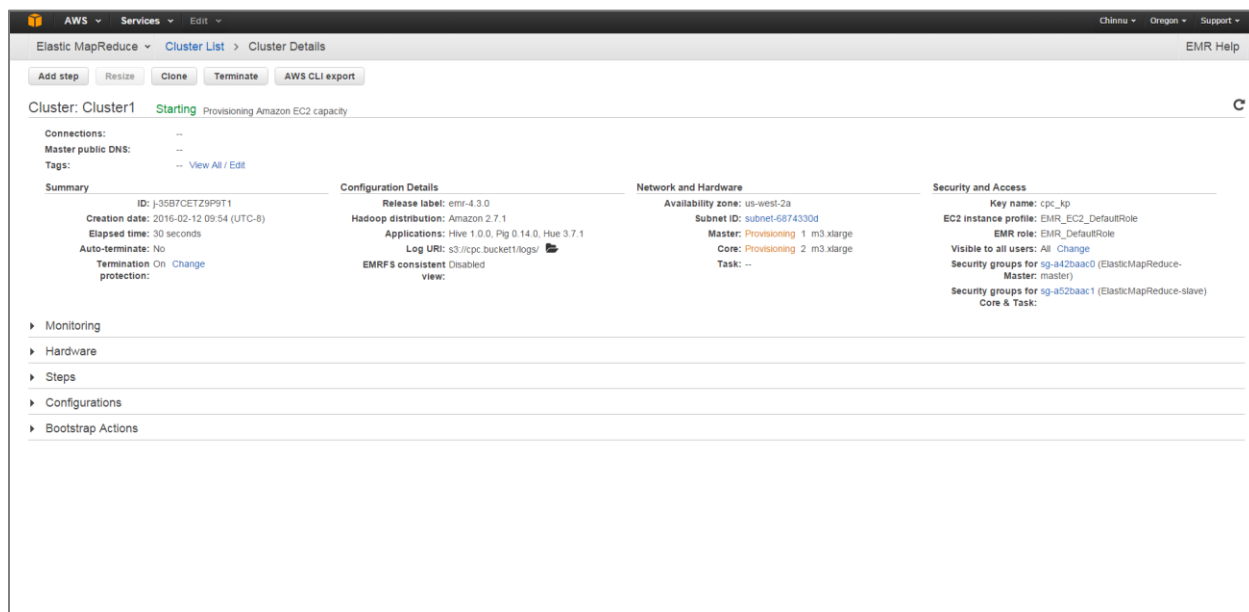 AWS Services Edit Chinnu Oregon Support
Elastic MapReduce Cluster List > Cluster Details EMR Help
Add step Resize Clone Terminate AWS CLI export
Cluster: Cluster1 Starting Provisioning Amazon EC2 capacity
Connections: --
Master public DNS: --
Tags: -- View All / Edit
Summary
ID: j-35B7CETZ9P9T1
Creation date: 2016-02-12 09:54 (UTC-8)
Elapsed time: 30 seconds
Auto-terminate: No
Termination On Change
protection:
Configuration Details
Release label: emr-4.3.0
Hadoop distribution: Amazon 2.7.1
Applications: Hive 1.0.0, Pig 0.14.0, Hue 3.7.1
Log URI: s3://cpc.bucket1/logs/
EMRFS consistent Disabled
view:
Network and Hardware
Availability zone: us-west-2a
Subnet ID: subnet-6874330d
Master: Provisioning 1 m3.xlarge
Core: Provisioning 2 m3.xlarge
Task: --
Security and Access
Key name: cpc_kp
EC2 instance profile: EMR_EC2_DefaultRole
EMR role: EMR_DefaultRole
Visible to all users: All Change
Security groups for sg-a42baac0 (ElasticMapReduce-
Master: master)
Security groups for sg-a52baac1 (ElasticMapReduce-slave)
Core & Task:
Monitoring
Hardware
Steps
Configurations
Bootstrap Actions